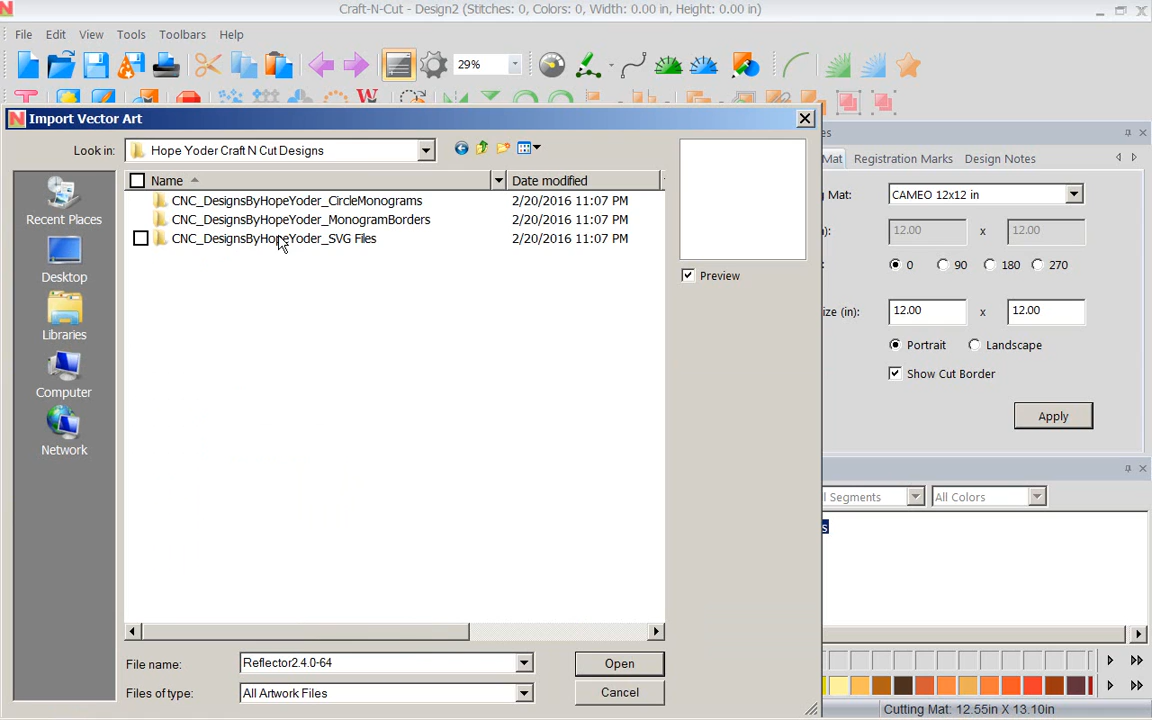 Craft-N-Cut - Design2 (Stitches: 0, Colors: 0, Width: 0.00 in, Height: 0.00 in)
File Edit View Tools Toolbars Help
29%
Import Vector Art
Look in: Hope Yoder Craft N Cut Designs
Name Date modified
CNC_DesignsByHopeYoder_CircleMonograms 2/20/2016 11:07 PM
CNC_DesignsByHopeYoder_MonogramBorders 2/20/2016 11:07 PM
CNC_DesignsByHopeYoder_SVG Files 2/20/2016 11:07 PM
Recent Places
Desktop
Libraries
Computer
Network
Preview
File name: Reflector2.4.0-64 Open
Files of type: All Artwork Files Cancel
es
Mat Registration Marks Design Notes
Mat: CAMEO 12x12 in
): 12.00 x 12.00
: 0 90 180 270
ize (in): 12.00 x 12.00
Portrait Landscape
Show Cut Border
Apply
l Segments All Colors
s
Cutting Mat: 12.55in X 13.10in